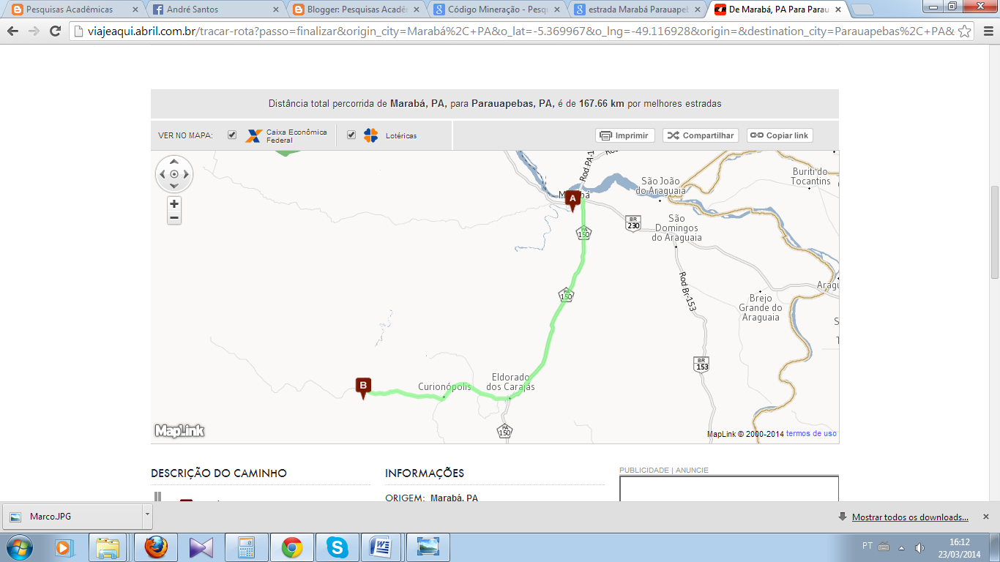 Pesquisas Acadêmicas
André Santos
Blogger: Pesquisas Acadê
Código Mineração - Pesqu
estrada Marabá Parauapeb
De Marabá, PA Para Parau
viajeaqui.abril.com.br/tracar-rota?passo=finalizar&origin_city=Marabá%2C+PA&o_lat=-5.369967&o_lng=-49.116928&origin=&destination_city=Parauapebas%2C+PA&
Distância total percorrida de Marabá, PA, para Parauapebas, PA, é de 167.66 km por melhores estradas
VER NO MAPA:
Caixa Econômica
Federal
Lotéricas
Imprimir
Compartilhar
Copiar link
Rod PA-1
Buriti do
Tocantins
São João
do Araguaia
A
BR
230
São
Domingos
do Araguaia
PA
150
Rod Br-153
PA
150
Brejo
Grande do
Araguaia
Aragu
BR
153
B
Curionópolis
Eldorado
dos Carajás
PA
150
MapLink
MapLink © 2000-2014 termos de uso
DESCRIÇÃO DO CAMINHO
INFORMAÇÕES
ORIGEM: Marabá, PA
PUBLICIDADE | ANUNCIE
Marco.JPG
Mostrar todos os downloads...
PT
16:12
23/03/2014